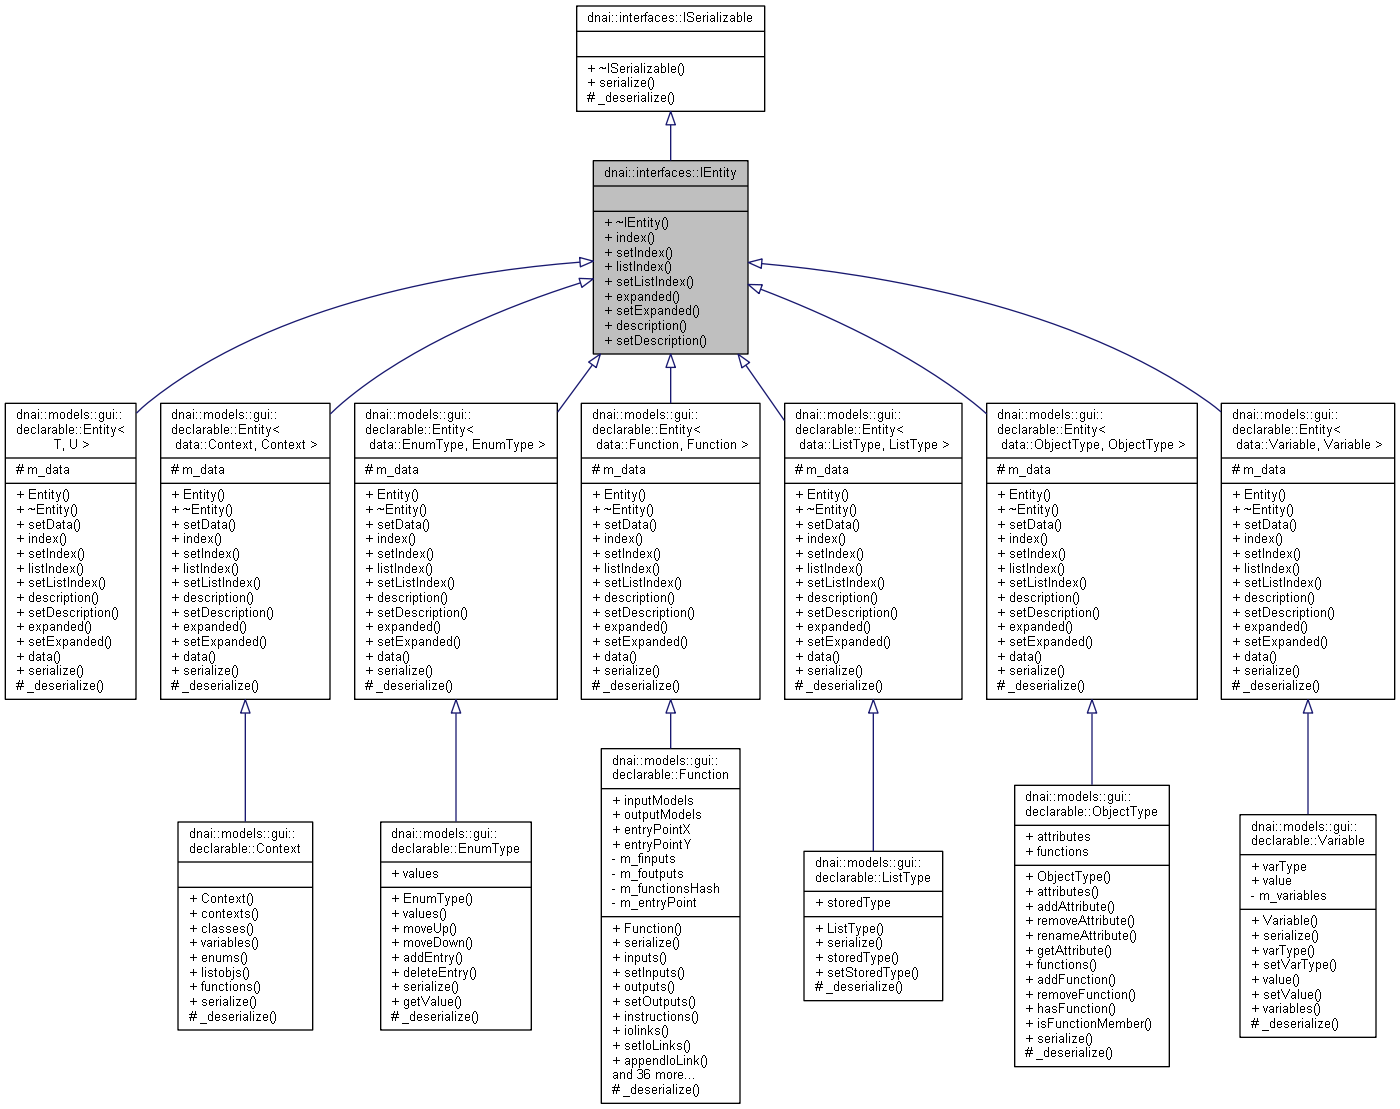 dnai::interfaces::ISerializable
+ ~ISerializable()
+ serialize()
# _deserialize()
dnai::interfaces::IEntity
+ ~IEntity()
+ index()
+ setIndex()
+ listIndex()
+ setListIndex()
+ expanded()
+ setExpanded()
+ description()
+ setDescription()
dnai::models::gui::
declarable::Entity<
T, U >
# m_data
+ Entity()
+ ~Entity()
+ setData()
+ index()
+ setIndex()
+ listIndex()
+ setListIndex()
+ description()
+ setDescription()
+ expanded()
+ setExpanded()
+ data()
+ serialize()
# _deserialize()
dnai::models::gui::
declarable::Entity<
data::Context, Context >
# m_data
+ Entity()
+ ~Entity()
+ setData()
+ index()
+ setIndex()
+ listIndex()
+ setListIndex()
+ description()
+ setDescription()
+ expanded()
+ setExpanded()
+ data()
+ serialize()
# _deserialize()
dnai::models::gui::
declarable::Entity<
data::EnumType, EnumType >
# m_data
+ Entity()
+ ~Entity()
+ setData()
+ index()
+ setIndex()
+ listIndex()
+ setListIndex()
+ description()
+ setDescription()
+ expanded()
+ setExpanded()
+ data()
+ serialize()
# _deserialize()
dnai::models::gui::
declarable::Entity<
data::Function, Function >
# m_data
+ Entity()
+ ~Entity()
+ setData()
+ index()
+ setIndex()
+ listIndex()
+ setListIndex()
+ description()
+ setDescription()
+ expanded()
+ setExpanded()
+ data()
+ serialize()
# _deserialize()
dnai::models::gui::
declarable::Entity<
data::ListType, ListType >
# m_data
+ Entity()
+ ~Entity()
+ setData()
+ index()
+ setIndex()
+ listIndex()
+ setListIndex()
+ description()
+ setDescription()
+ expanded()
+ setExpanded()
+ data()
+ serialize()
# _deserialize()
dnai::models::gui::
declarable::Entity<
data::ObjectType, ObjectType >
# m_data
+ Entity()
+ ~Entity()
+ setData()
+ index()
+ setIndex()
+ listIndex()
+ setListIndex()
+ description()
+ setDescription()
+ expanded()
+ setExpanded()
+ data()
+ serialize()
# _deserialize()
dnai::models::gui::
declarable::Entity<
data::Variable, Variable >
# m_data
+ Entity()
+ ~Entity()
+ setData()
+ index()
+ setIndex()
+ listIndex()
+ setListIndex()
+ description()
+ setDescription()
+ expanded()
+ setExpanded()
+ data()
+ serialize()
# _deserialize()
dnai::models::gui::
declarable::Context
+ Context()
+ contexts()
+ classes()
+ variables()
+ enums()
+ listobjs()
+ functions()
+ serialize()
# _deserialize()
dnai::models::gui::
declarable::EnumType
+ values
+ EnumType()
+ values()
+ moveUp()
+ moveDown()
+ addEntry()
+ deleteEntry()
+ serialize()
+ getValue()
# _deserialize()
dnai::models::gui::
declarable::Function
+ inputModels
+ outputModels
+ entryPointX
+ entryPointY
- m_finputs
- m_foutputs
- m_functionsHash
- m_entryPoint
+ Function()
+ serialize()
+ inputs()
+ setInputs()
+ outputs()
+ setOutputs()
+ instructions()
+ iolinks()
+ setIoLinks()
+ appendIoLink()
and 36 more...
# _deserialize()
dnai::models::gui::
declarable::ListType
+ storedType
+ ListType()
+ serialize()
+ storedType()
+ setStoredType()
# _deserialize()
dnai::models::gui::
declarable::ObjectType
+ attributes
+ functions
+ ObjectType()
+ attributes()
+ addAttribute()
+ removeAttribute()
+ renameAttribute()
+ getAttribute()
+ functions()
+ addFunction()
+ removeFunction()
+ hasFunction()
+ isFunctionMember()
+ serialize()
# _deserialize()
dnai::models::gui::
declarable::Variable
+ varType
+ value
- m_variables
+ Variable()
+ serialize()
+ varType()
+ setVarType()
+ value()
+ setValue()
+ variables()
# _deserialize()